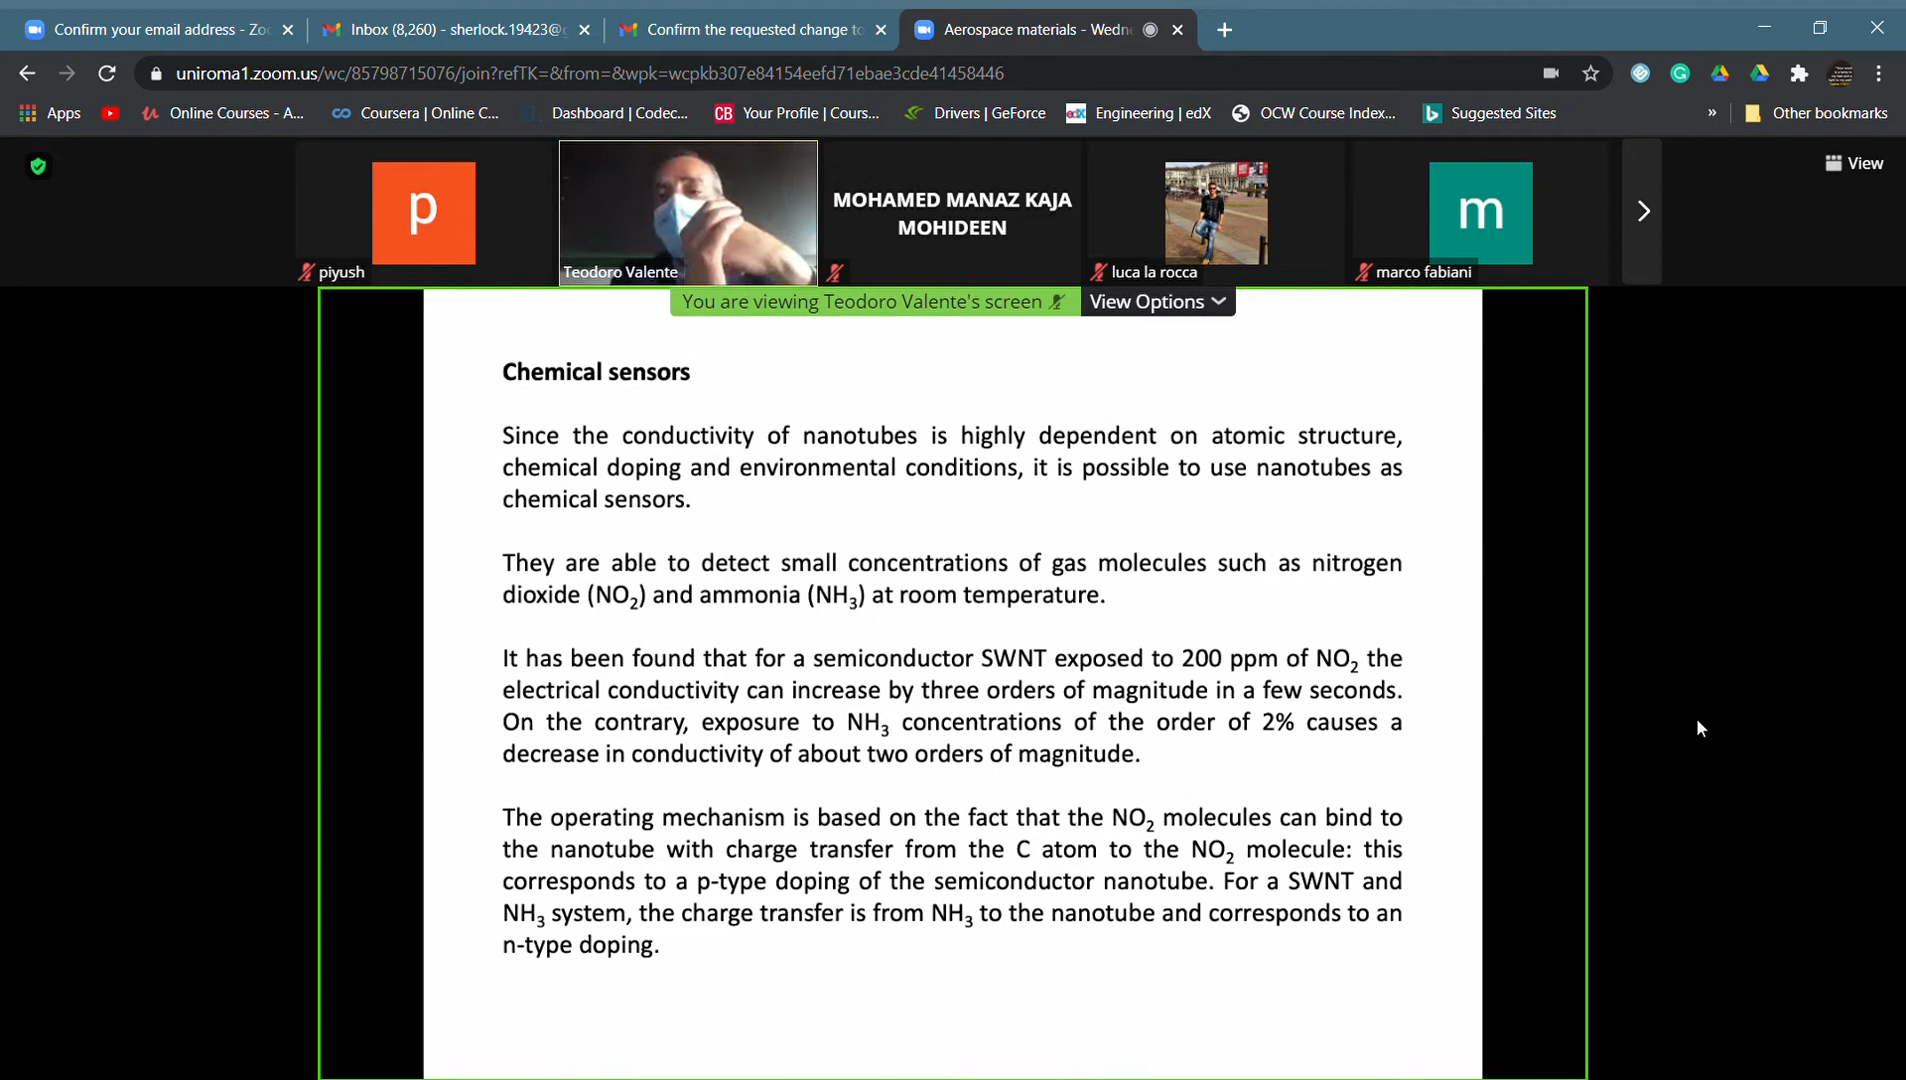 Confirm your email address - Zoo
Inbox (8,260) - sherlock.19423@g
Confirm the requested change to
Aerospace materials - Wedne
uniroma1.zoom.us/wc/85798715076/join?refTK=&from=&wpk=wcpkb307e84154eefd71ebae3cde41458446
Apps
Online Courses - A...
Coursera | Online C...
Dashboard | Codec...
CB
Your Profile | Cours...
Drivers | GeForce
edX
Engineering | edX
OCW Course Index...
Suggested Sites
»
Other bookmarks
p
piyush
Teodoro Valente
MOHAMED MANAZ KAJA
MOHIDEEN
luca la rocca
m
marco fabiani
View
You are viewing Teodoro Valente's screen
View Options
Chemical sensors
Since the conductivity of nanotubes is highly dependent on atomic structure,
chemical doping and environmental conditions, it is possible to use nanotubes as
chemical sensors.
They are able to detect small concentrations of gas molecules such as nitrogen
dioxide (NO₂) and ammonia (NH₃) at room temperature.
It has been found that for a semiconductor SWNT exposed to 200 ppm of NO₂ the
electrical conductivity can increase by three orders of magnitude in a few seconds.
On the contrary, exposure to NH₃ concentrations of the order of 2% causes a
decrease in conductivity of about two orders of magnitude.
The operating mechanism is based on the fact that the NO₂ molecules can bind to
the nanotube with charge transfer from the C atom to the NO₂ molecule: this
corresponds to a p-type doping of the semiconductor nanotube. For a SWNT and
NH₃ system, the charge transfer is from NH₃ to the nanotube and corresponds to an
n-type doping.